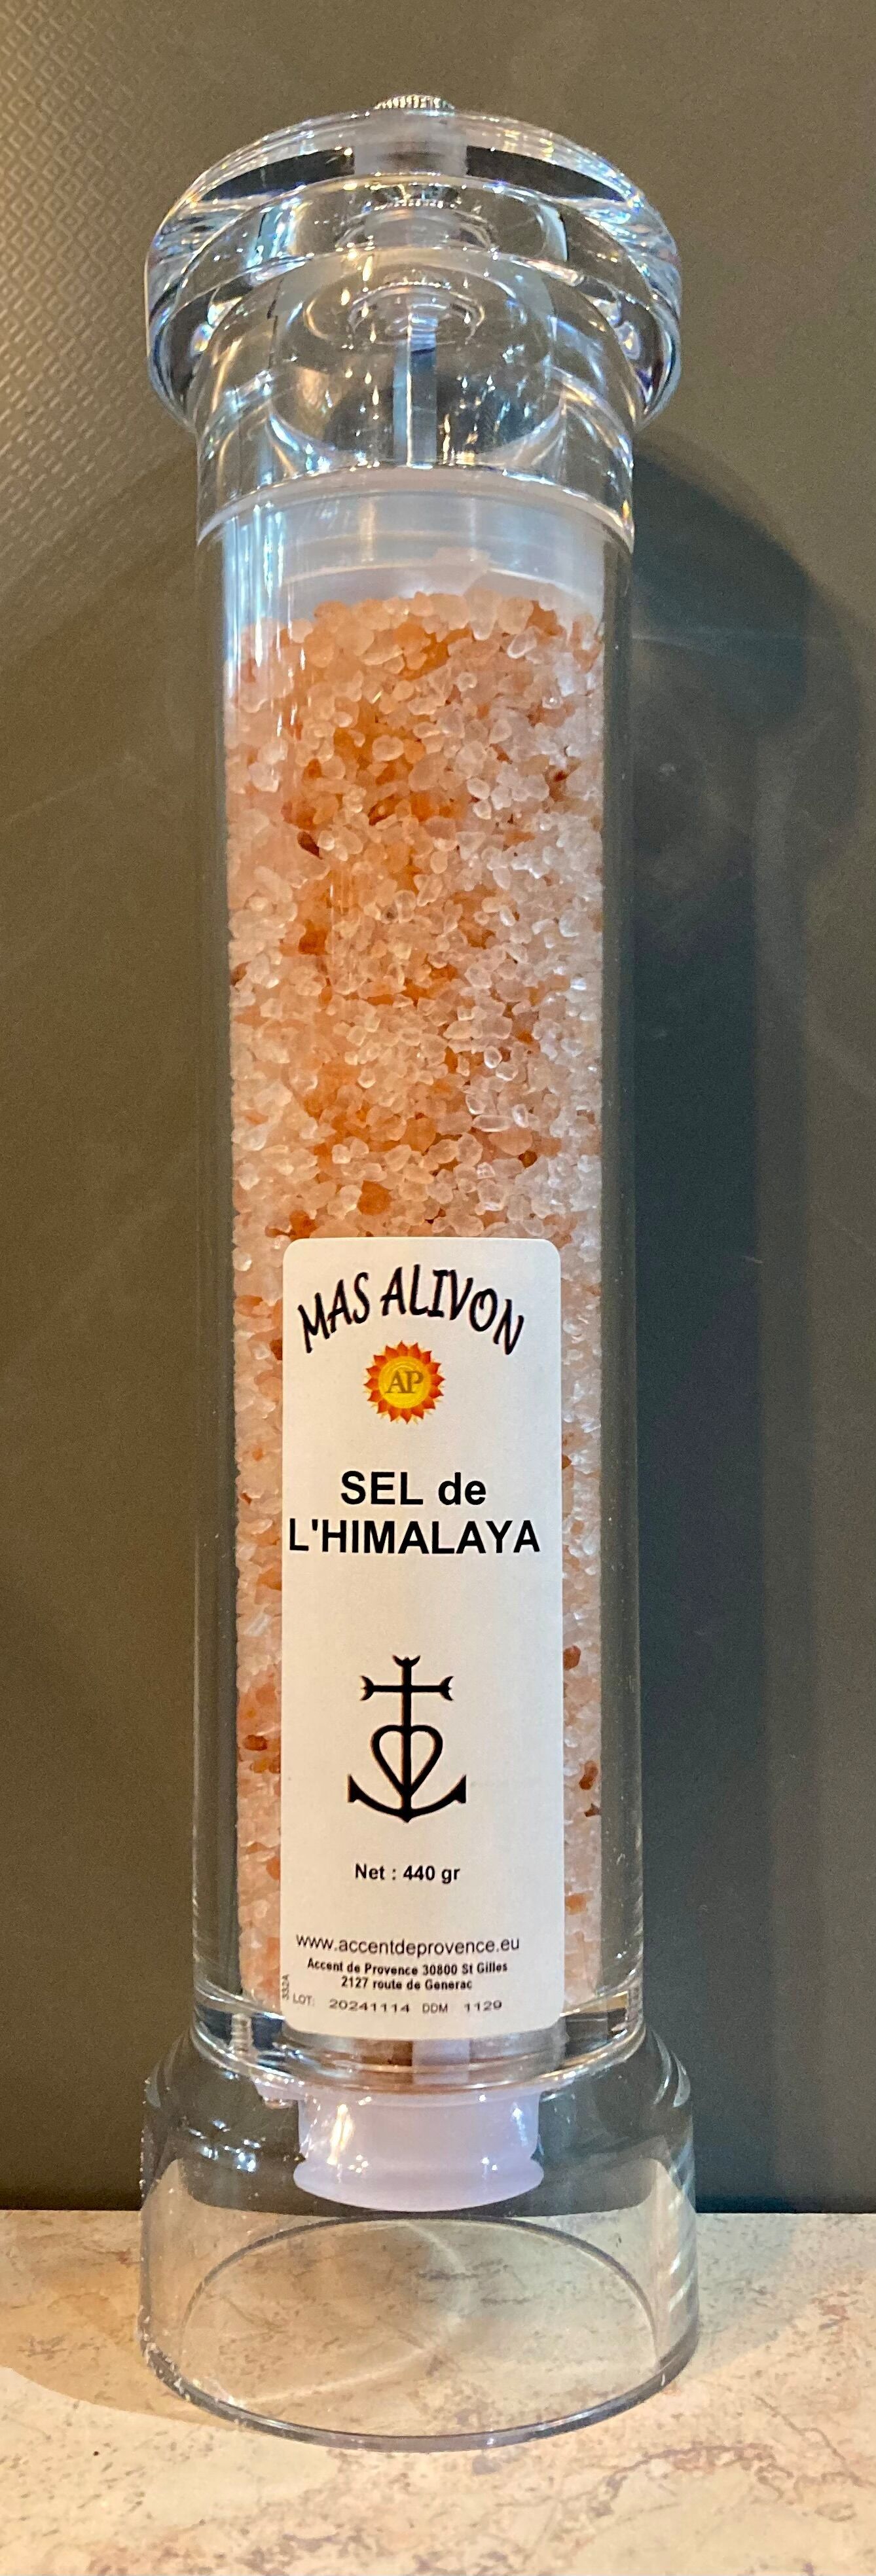 MAS ALIVON
AP
SEL de
L'HIMALAYA
Net : 440 gr
www.accentdeprovence.eu
Accent de Provence 30800 St Gilles
2127 route de Generac
332A
LOT: 20241114 DDM 1129